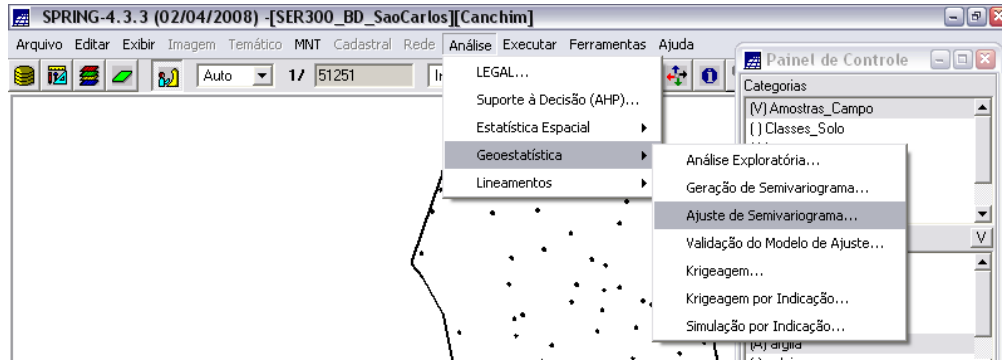 SPRING-4.3.3 (02/04/2008) -[SER300_BD_SaoCarlos][Canchim]
Arquivo Editar Exibir Imagem Temático MNT Cadastral Rede Análise Executar Ferramentas Ajuda
Auto 1/ 51251
LEGAL...
Suporte à Decisão (AHP)...
Estatística Espacial
Geoestatística
Lineamentos
Análise Exploratória...
Geração de Semivariograma...
Ajuste de Semivariograma...
Validação do Modelo de Ajuste...
Krigeagem...
Krigeagem por Indicação...
Simulação por Indicação...
Painel de Controle
Categorias
(V) Amostras_Campo
( ) Classes_Solo
V
(A) argila